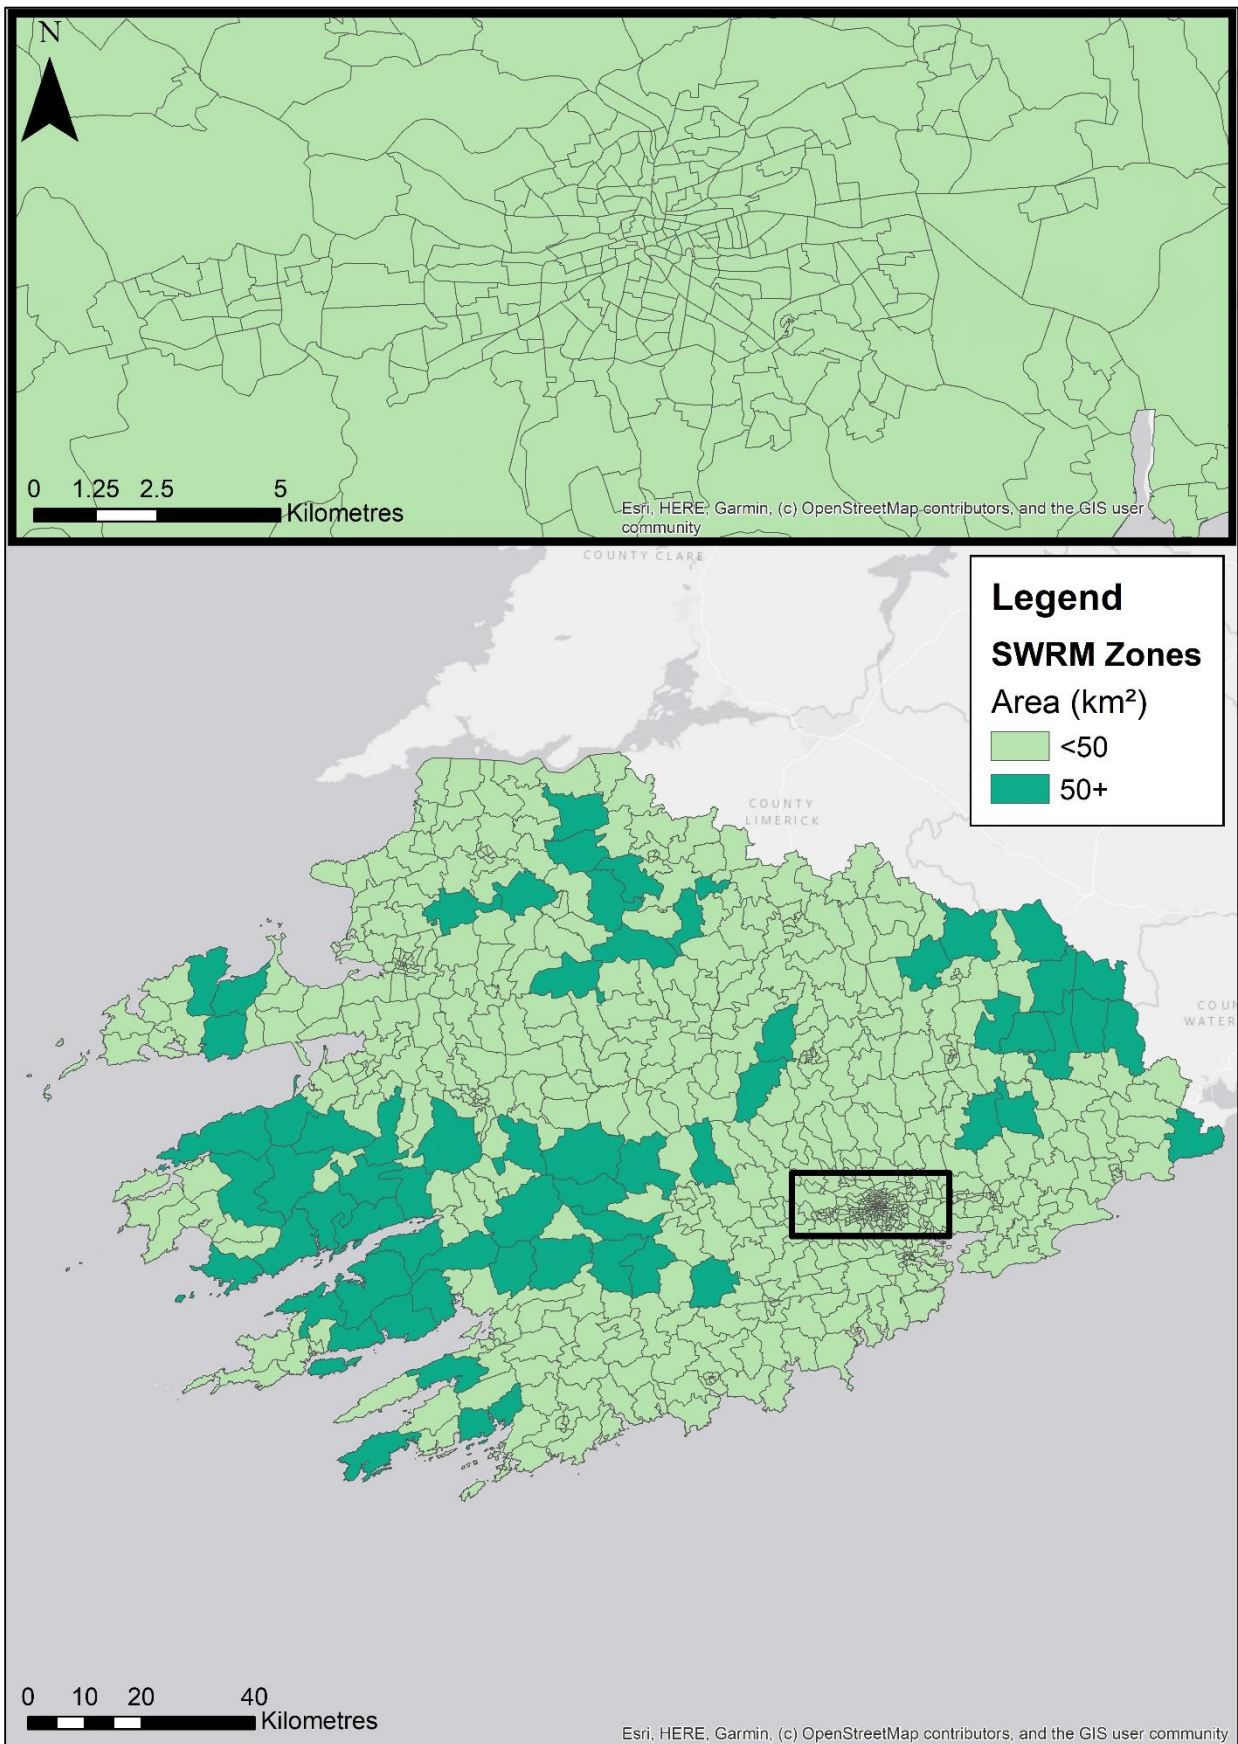 N
0 1.25 2.5 5
Kilometres
Esri, HERE, Garmin, (c) OpenStreetMap contributors, and the GIS user
community
COUNTY CLARE
Legend
SWRM Zones
Area (km²)
<50
50+
COUNTY
LIMERICK
COUN
WATER
0 10 20 40
Kilometres
Esri, HERE, Garmin, (c) OpenStreetMap contributors, and the GIS user community